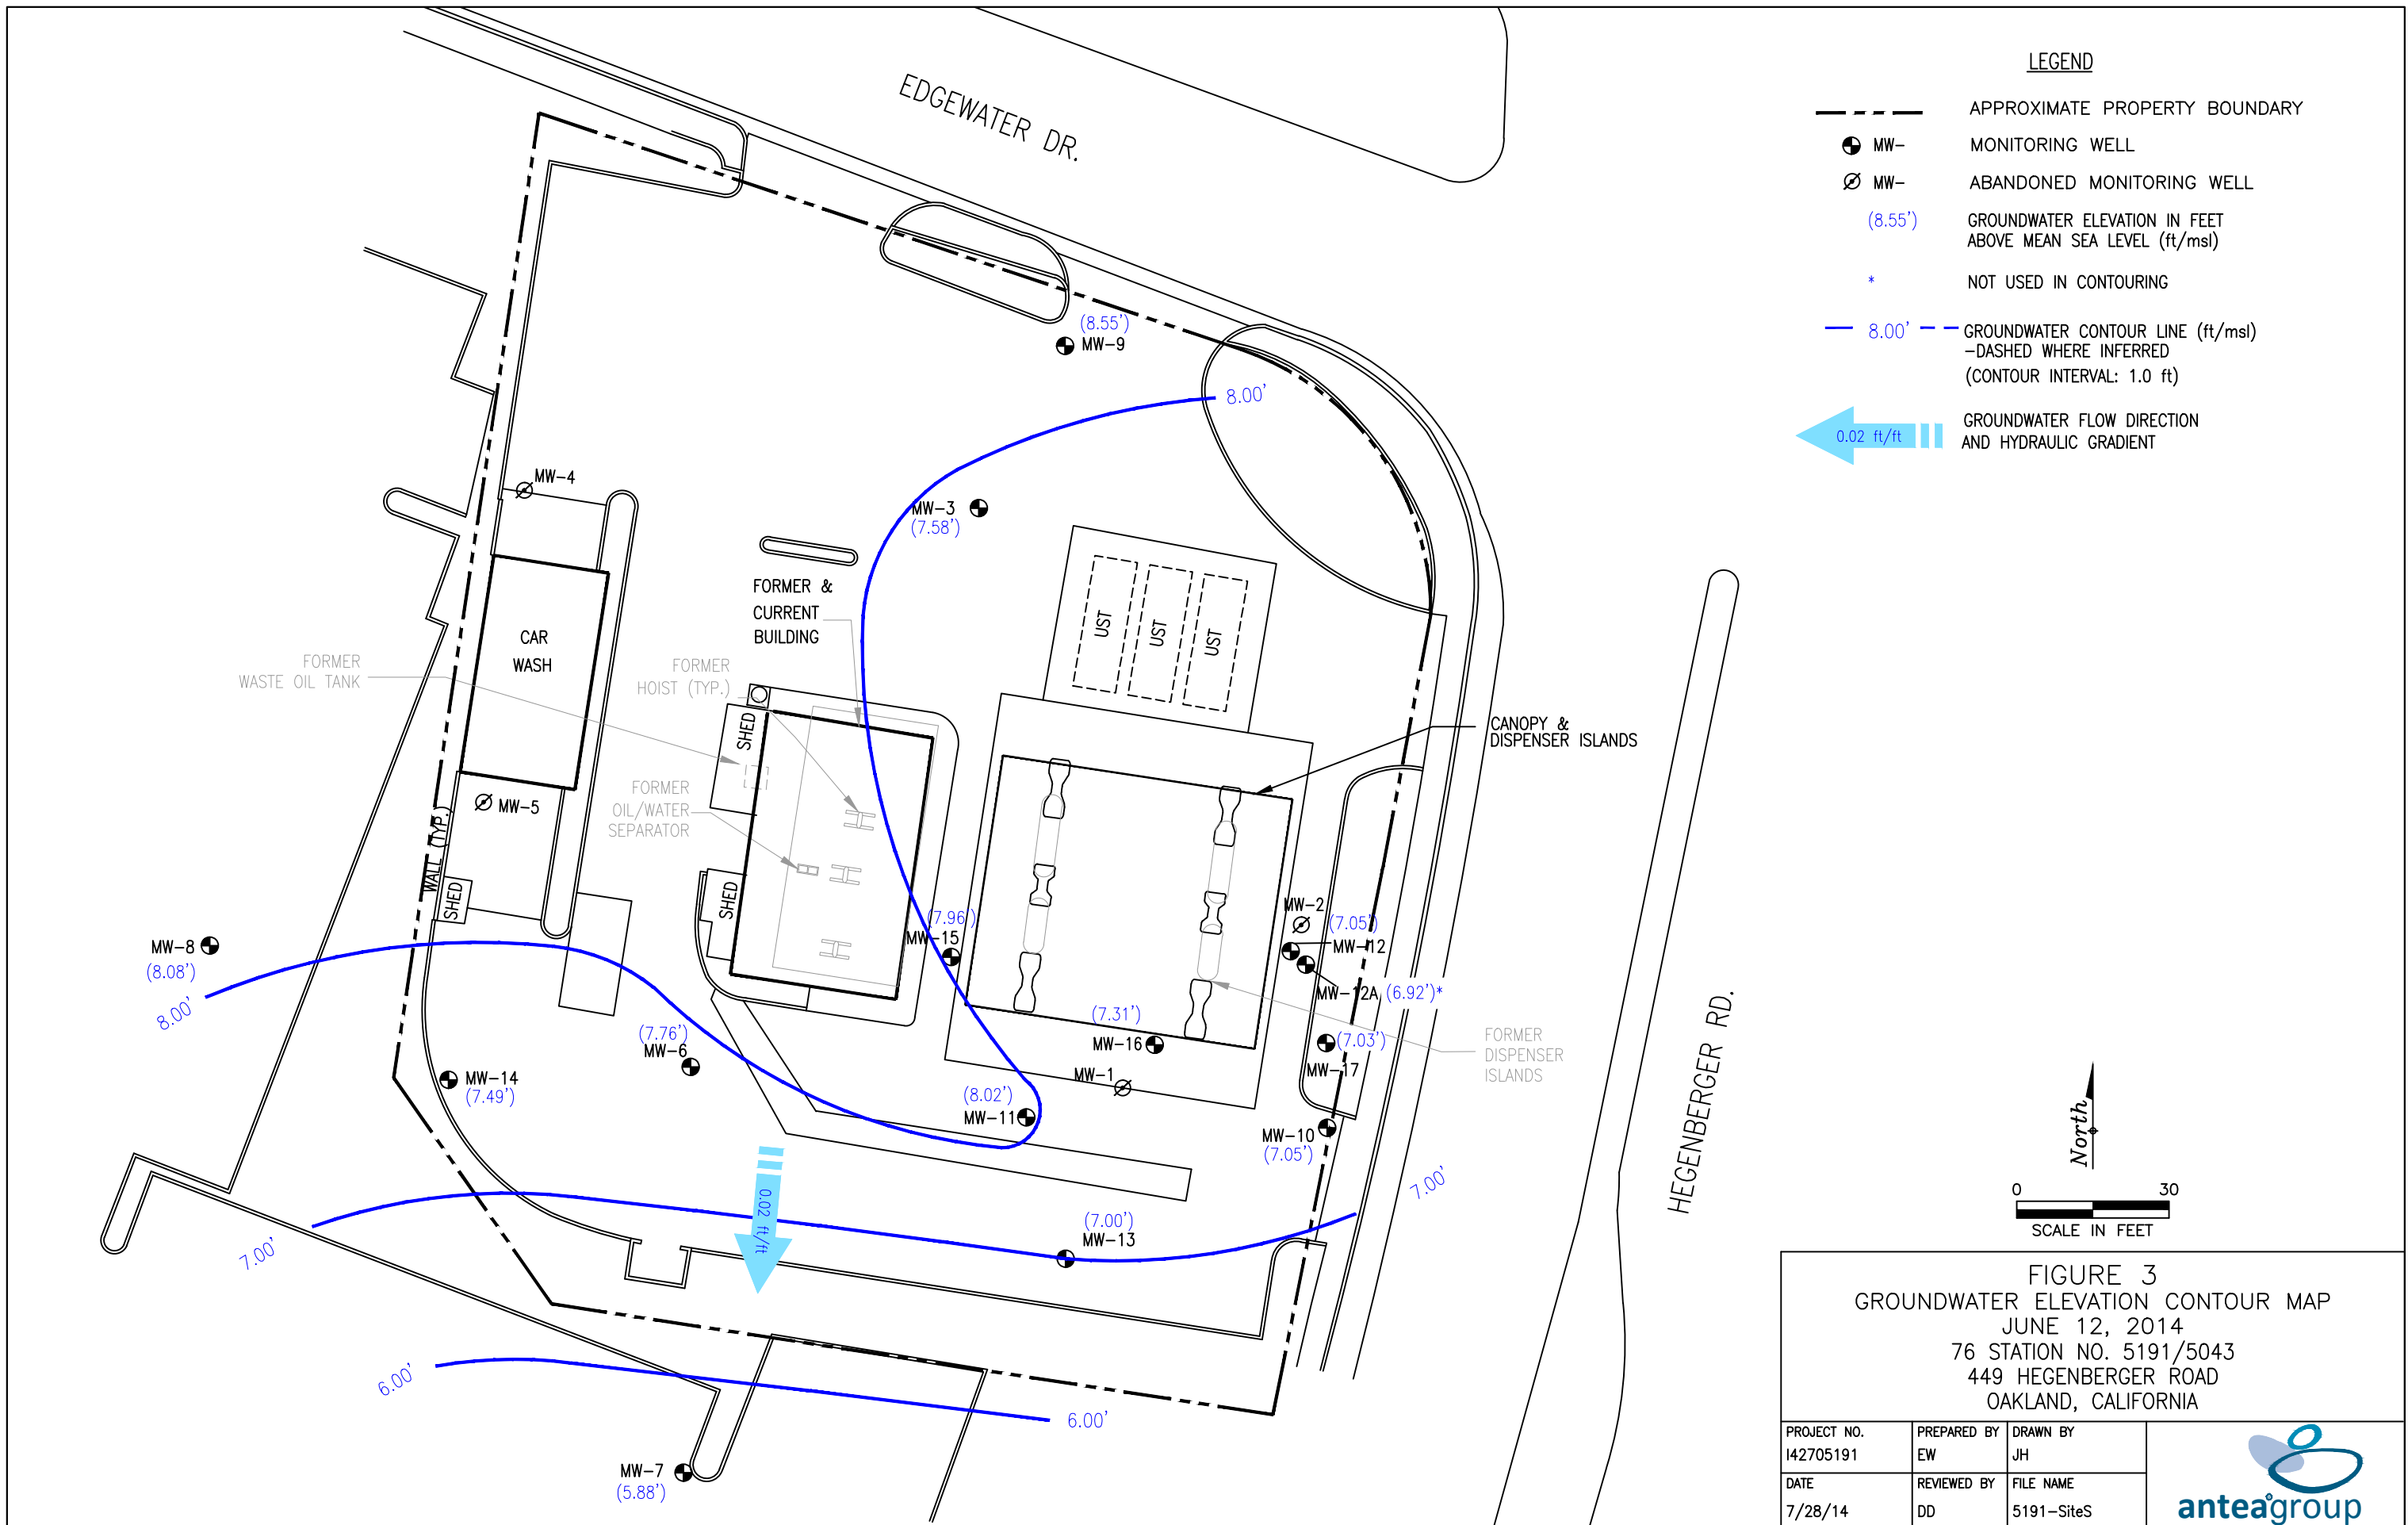 EDGEWATER DR.
LEGEND
APPROXIMATE PROPERTY BOUNDARY
MW-
MONITORING WELL
MW-
ABANDONED MONITORING WELL
(8.55')
GROUNDWATER ELEVATION IN FEET
ABOVE MEAN SEA LEVEL (ft/msl)
*
NOT USED IN CONTOURING
8.00'
GROUNDWATER CONTOUR LINE (ft/msl)
-DASHED WHERE INFERRED
(CONTOUR INTERVAL: 1.0 ft)
0.02 ft/ft
GROUNDWATER FLOW DIRECTION
AND HYDRAULIC GRADIENT
(8.55')
MW-9
8.00'
MW-4
MW-3
(7.58')
FORMER &
CURRENT
BUILDING
UST
UST
UST
CAR
WASH
FORMER
WASTE OIL TANK
FORMER
HOIST (TYP.)
SHED
CANOPY &
DISPENSER ISLANDS
FORMER
OIL/WATER
SEPARATOR
MW-5
WALL (TYP.)
SHED
SHED
MW-8
(8.08')
8.00'
(7.96')
MW-15
MW-2
(7.05')
MW-12
MW-12A (6.92')*
(7.31')
MW-16
(7.03')
MW-17
FORMER
DISPENSER
ISLANDS
(7.76')
MW-6
MW-14
(7.49')
MW-1
(8.02')
MW-11
MW-10
(7.05')
7.00'
HEGENBERGER RD.
0.02 ft/ft
(7.00')
MW-13
7.00'
6.00'
6.00'
MW-7
(5.88')
North
0 30
SCALE IN FEET
FIGURE 3
GROUNDWATER ELEVATION CONTOUR MAP
JUNE 12, 2014
76 STATION NO. 5191/5043
449 HEGENBERGER ROAD
OAKLAND, CALIFORNIA
PROJECT NO. PREPARED BY DRAWN BY
I42705191 EW JH
DATE REVIEWED BY FILE NAME
7/28/14 DD 5191-SiteS
anteagroup